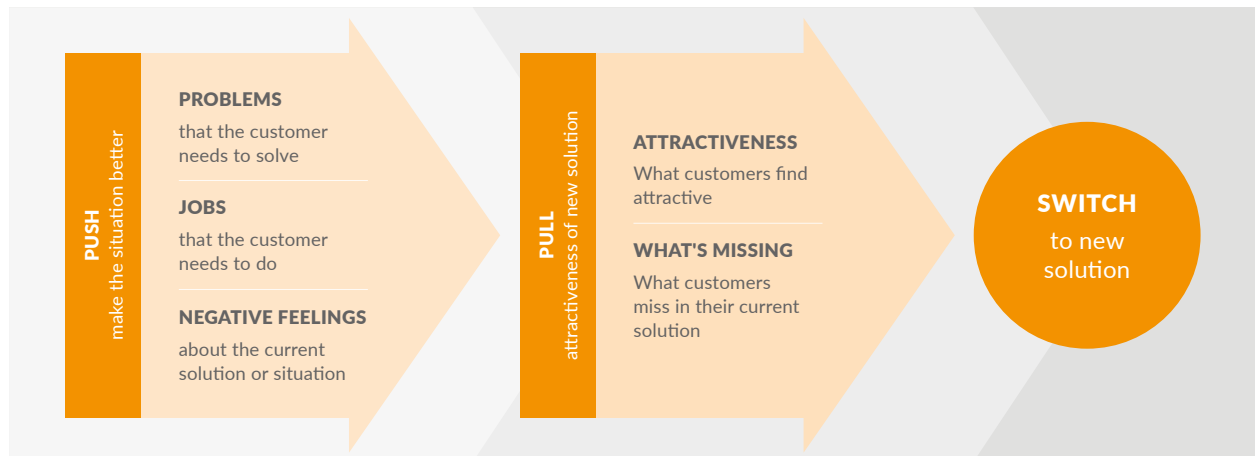 PUSH
make the situation better
PROBLEMS
that the customer
needs to solve
JOBS
that the customer
needs to do
NEGATIVE FEELINGS
about the current
solution or situation
PULL
attractiveness of new solution
ATTRACTIVENESS
What customers find
attractive
WHAT'S MISSING
What customers
miss in their current
solution
SWITCH
to new
solution